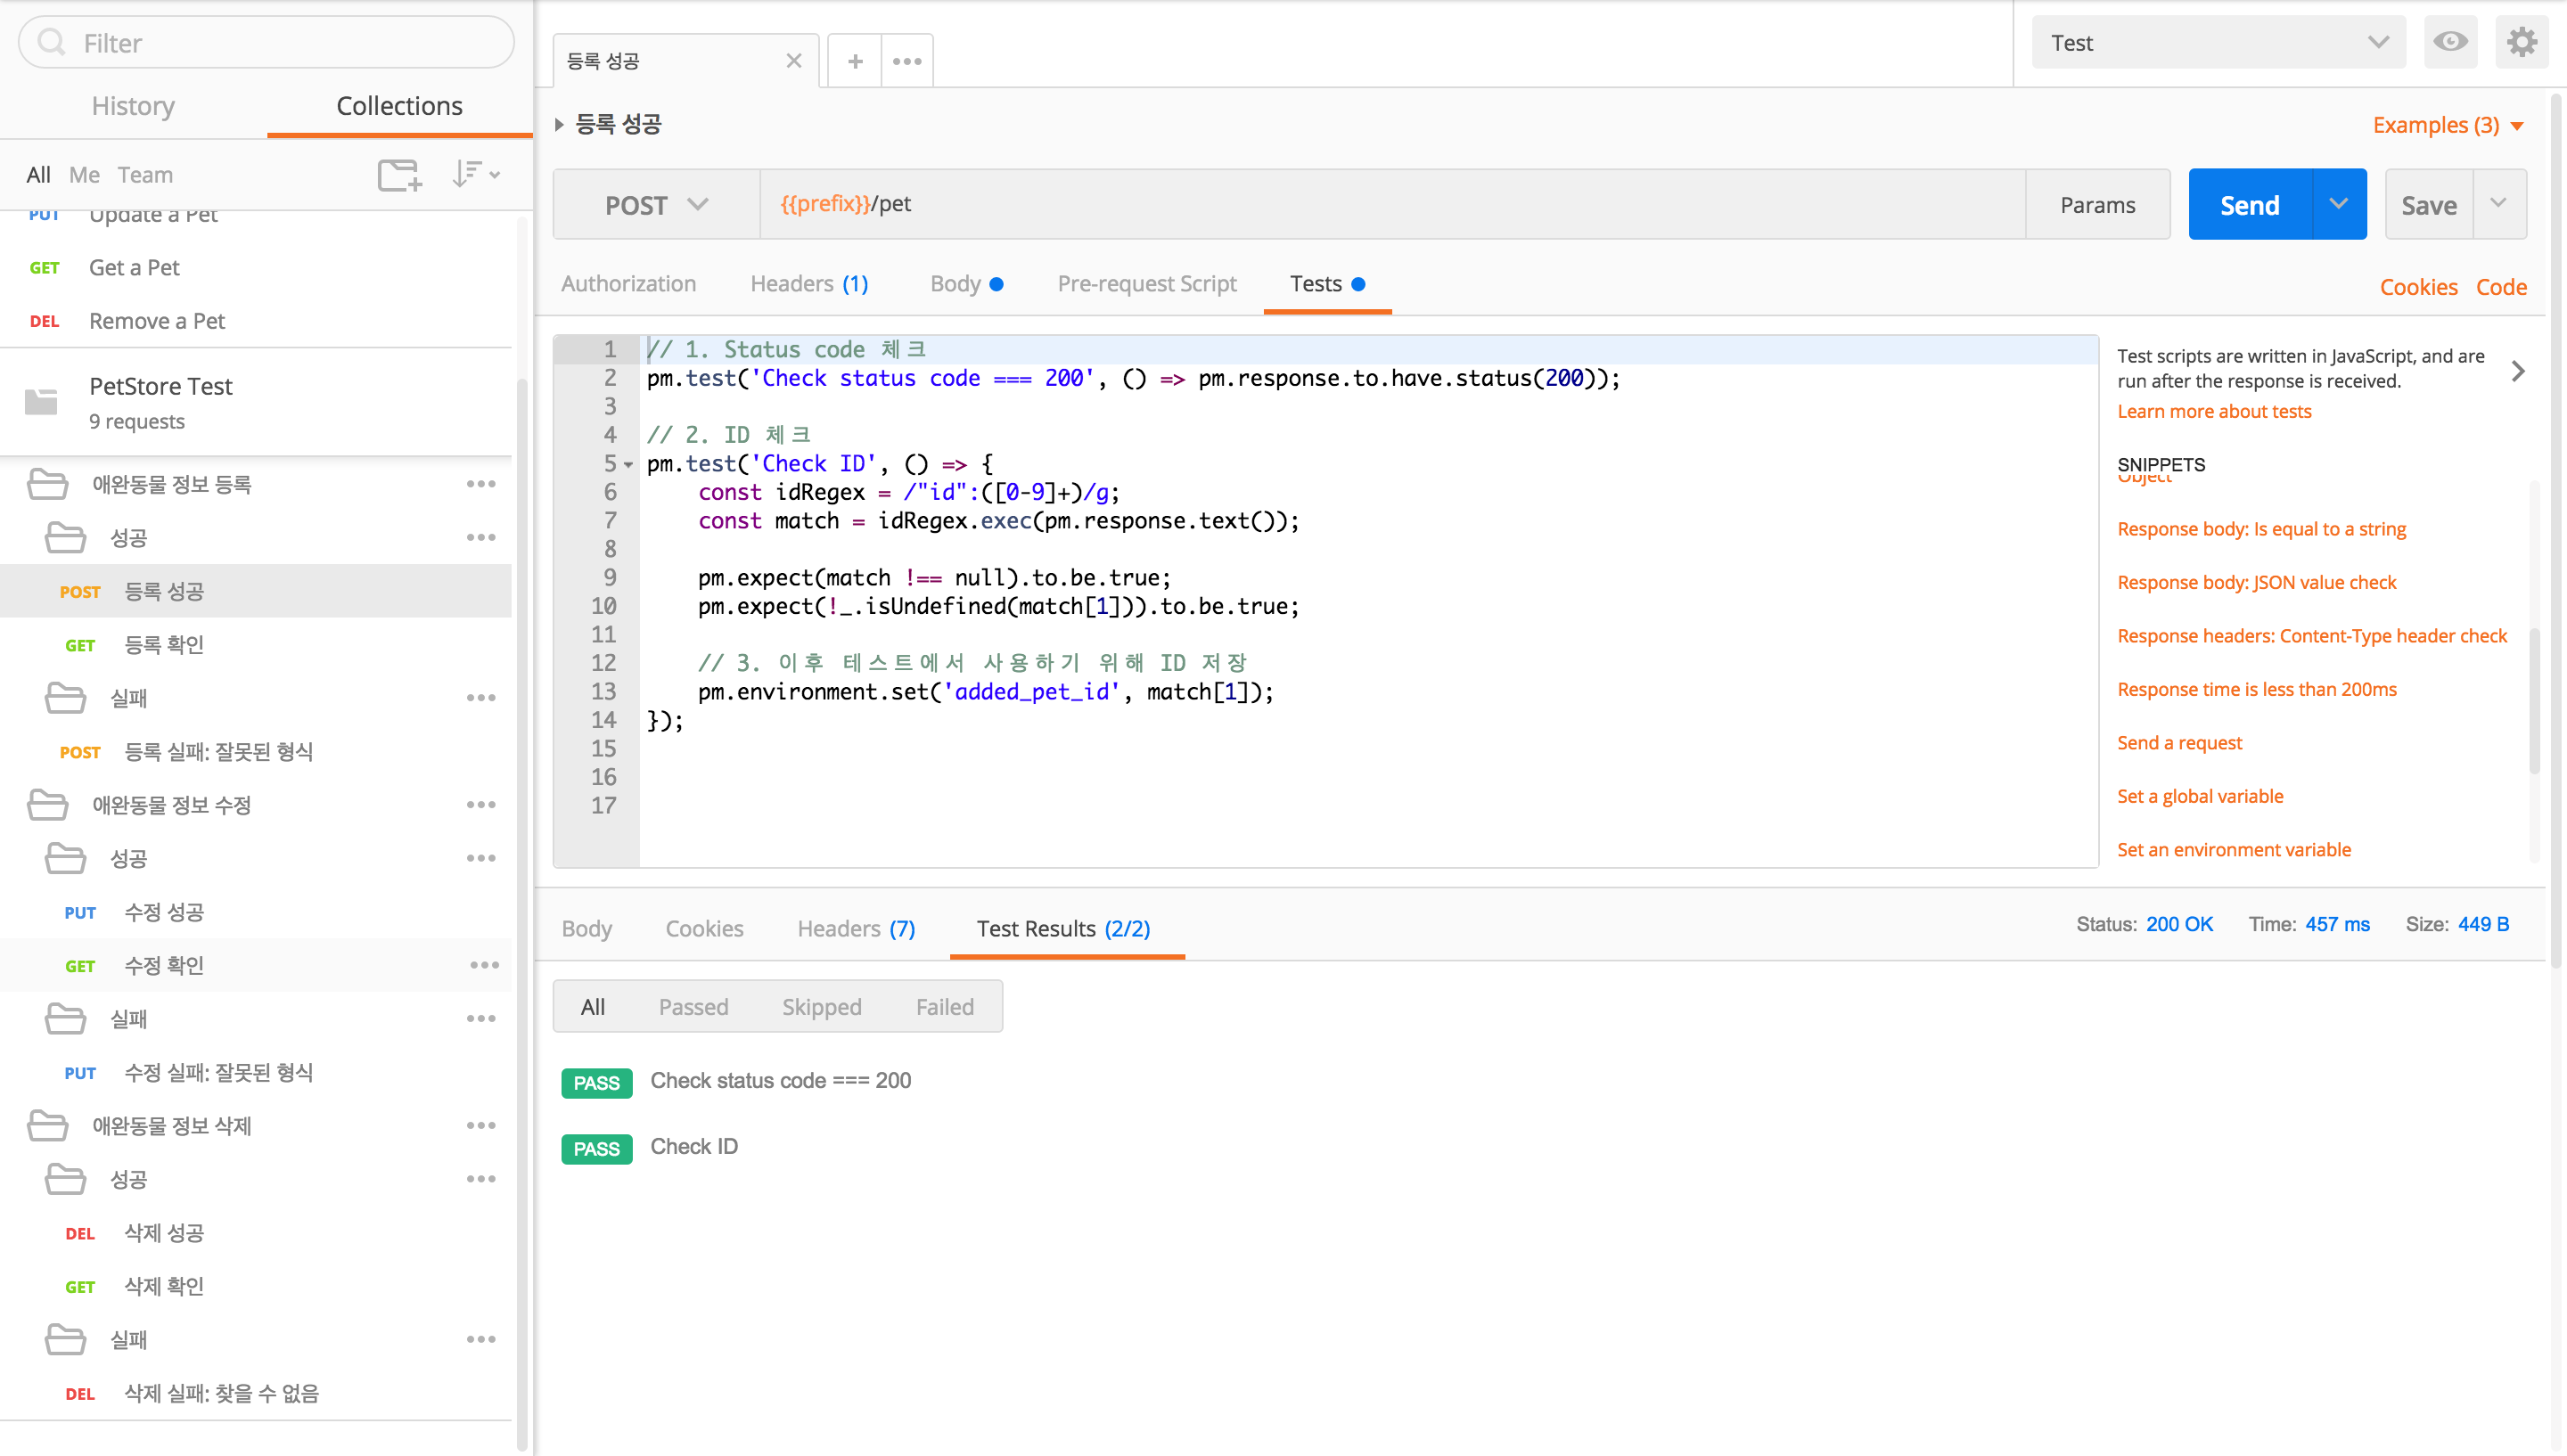 Filter
History
Collections
All Me Team
PUT Update a Pet
GET Get a Pet
DEL Remove a Pet
PetStore Test
9 requests
애완동물 정보 등록
성공
POST 등록 성공
GET 등록 확인
실패
POST 등록 실패: 잘못된 형식
애완동물 정보 수정
성공
PUT 수정 성공
GET 수정 확인
실패
PUT 수정 실패: 잘못된 형식
애완동물 정보 삭제
성공
DEL 삭제 성공
GET 삭제 확인
실패
DEL 삭제 실패: 찾을 수 없음
등록 성공
Test
등록 성공
Examples (3)
POST
{{prefix}}/pet
Params
Send
Save
Authorization
Headers (1)
Body
Pre-request Script
Tests
Cookies Code
1 // 1. Status code 체크
2 pm.test('Check status code === 200', () => pm.response.to.have.status(200));
3
4 // 2. ID 체크
5 pm.test('Check ID', () => {
6 const idRegex = /"id":([0-9]+)/g;
7 const match = idRegex.exec(pm.response.text());
8
9 pm.expect(match !== null).to.be.true;
10 pm.expect(!_.isUndefined(match[1])).to.be.true;
11
12 // 3. 이후 테스트에서 사용하기 위해 ID 저장
13 pm.environment.set('added_pet_id', match[1]);
14 });
15
16
17
Test scripts are written in JavaScript, and are
run after the response is received.
Learn more about tests
SNIPPETS
Object
Response body: Is equal to a string
Response body: JSON value check
Response headers: Content-Type header check
Response time is less than 200ms
Send a request
Set a global variable
Set an environment variable
Body
Cookies
Headers (7)
Test Results (2/2)
Status: 200 OK
Time: 457 ms
Size: 449 B
All
Passed
Skipped
Failed
PASS Check status code === 200
PASS Check ID